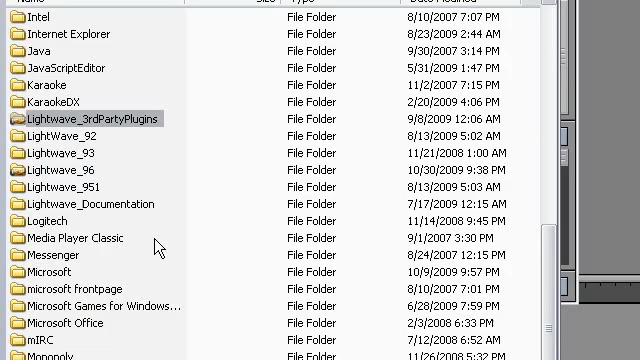 Name Size Type Date Modified
Intel File Folder 8/10/2007 7:07 PM
Internet Explorer File Folder 8/23/2009 2:44 AM
Java File Folder 9/30/2007 3:14 PM
JavaScriptEditor File Folder 5/31/2009 1:47 PM
Karaoke File Folder 11/2/2007 7:15 PM
KaraokeDX File Folder 2/20/2009 4:06 PM
Lightwave_3rdPartyPlugins File Folder 9/8/2009 12:06 AM
LightWave_92 File Folder 8/13/2009 5:02 AM
Lightwave_93 File Folder 11/21/2008 1:00 AM
Lightwave_96 File Folder 10/30/2009 9:38 PM
Lightwave_951 File Folder 8/13/2009 5:03 AM
Lightwave_Documentation File Folder 7/17/2009 12:15 AM
Logitech File Folder 11/14/2008 9:45 PM
Media Player Classic File Folder 9/1/2007 3:30 PM
Messenger File Folder 8/24/2007 12:15 PM
Microsoft File Folder 10/9/2009 9:57 PM
microsoft frontpage File Folder 8/10/2007 7:01 PM
Microsoft Games for Windows... File Folder 6/28/2009 7:59 PM
Microsoft Office File Folder 2/3/2008 6:33 PM
mIRC File Folder 7/12/2008 6:52 AM
Monopoly File Folder 11/26/2008 5:32 PM